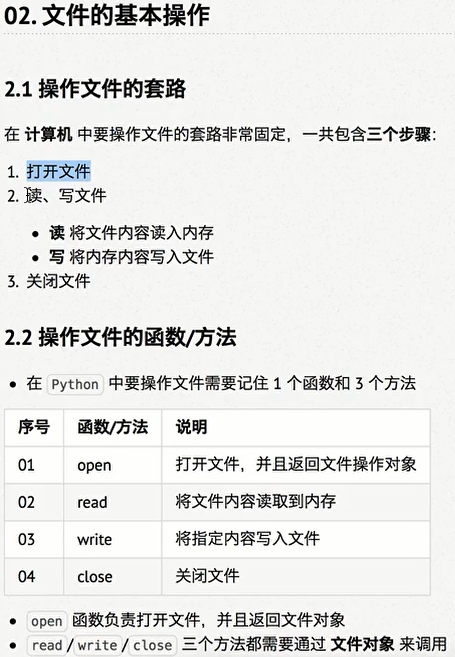 02. 文件的基本操作
2.1 操作文件的套路
在 计算机 中要操作文件的套路非常固定，一共包含三个步骤：
1. 打开文件
2. 读、写文件
• 读 将文件内容读入内存
• 写 将内存内容写入文件
3. 关闭文件
2.2 操作文件的函数/方法
• 在 Python 中要操作文件需要记住 1 个函数和 3 个方法
序号 函数/方法 说明
01 open 打开文件，并且返回文件操作对象
02 read 将文件内容读取到内存
03 write 将指定内容写入文件
04 close 关闭文件
• open 函数负责打开文件，并且返回文件对象
• read/write/close 三个方法都需要通过 文件对象 来调用